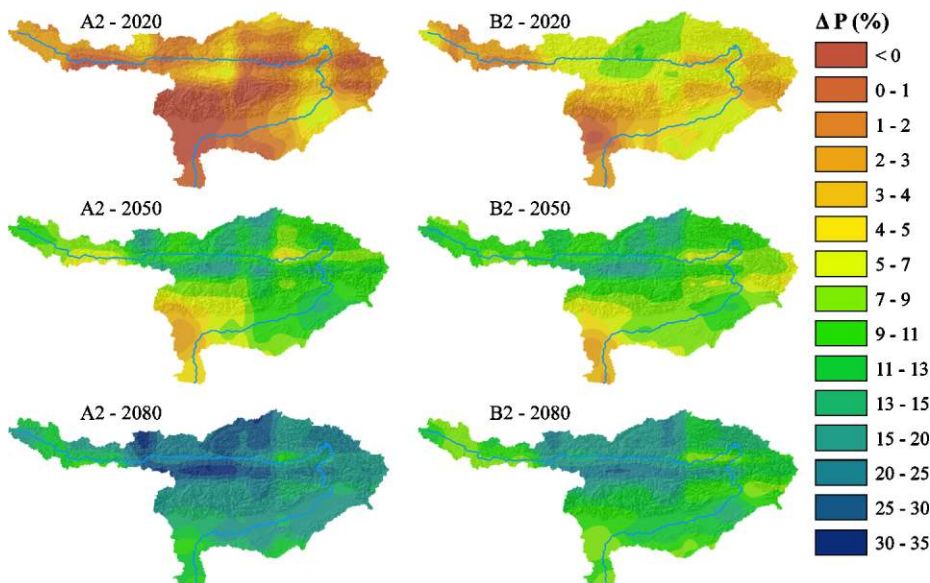 A2 - 2020
B2 - 2020
Δ P (%)
< 0
0 - 1
1 - 2
2 - 3
3 - 4
4 - 5
5 - 7
7 - 9
9 - 11
11 - 13
13 - 15
15 - 20
20 - 25
25 - 30
30 - 35
A2 - 2050
B2 - 2050
A2 - 2080
B2 - 2080